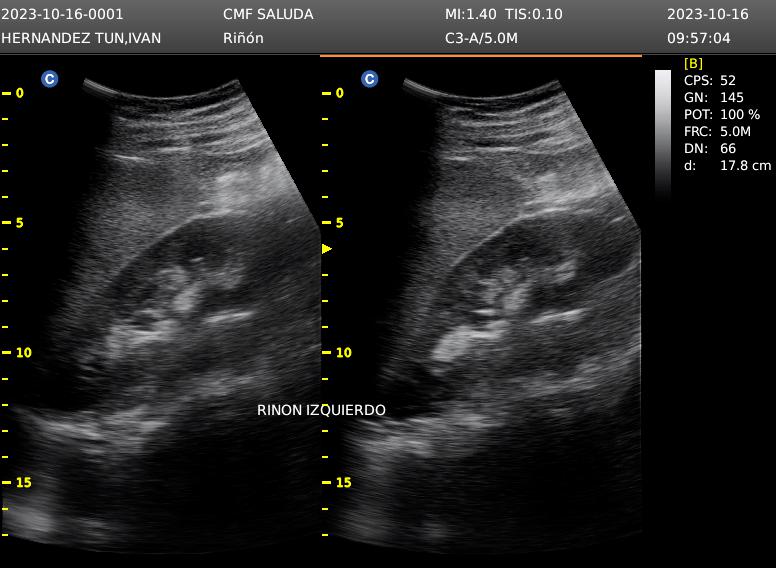 2023-10-16-0001 CMF SALUDA MI:1.40 TIS:0.10 2023-10-16
HERNANDEZ TUN,IVAN Riñón C3-A/5.0M 09:57:04
[B]
CPS: 52
GN: 145
POT: 100 %
FRC: 5.0M
DN: 66
d: 17.8 cm
C C
0 0
5 5
10 10
RINON IZQUIERDO
15 15